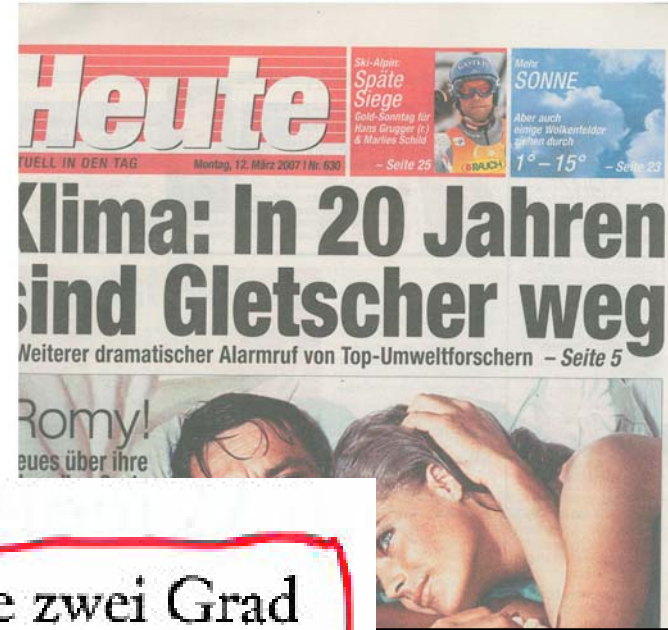 Heute
TUELL IN DEN TAG
Montag, 12. März 2007 I Nr. 630
Ski-Alpin:
Späte
Siege
Gold-Sonntag für
Hans Grugger (r.)
& Marlies Schild
– Seite 25
RAUCH
Mehr
SONNE
Aber auch
einige Wolkenfelder
ziehen durch
1° – 15° – Seite 23
Klima: In 20 Jahren
sind Gletscher weg
Weiterer dramatischer Alarmruf von Top-Umweltforschern – Seite 5
Romy!
eues über ihre
e zwei Grad